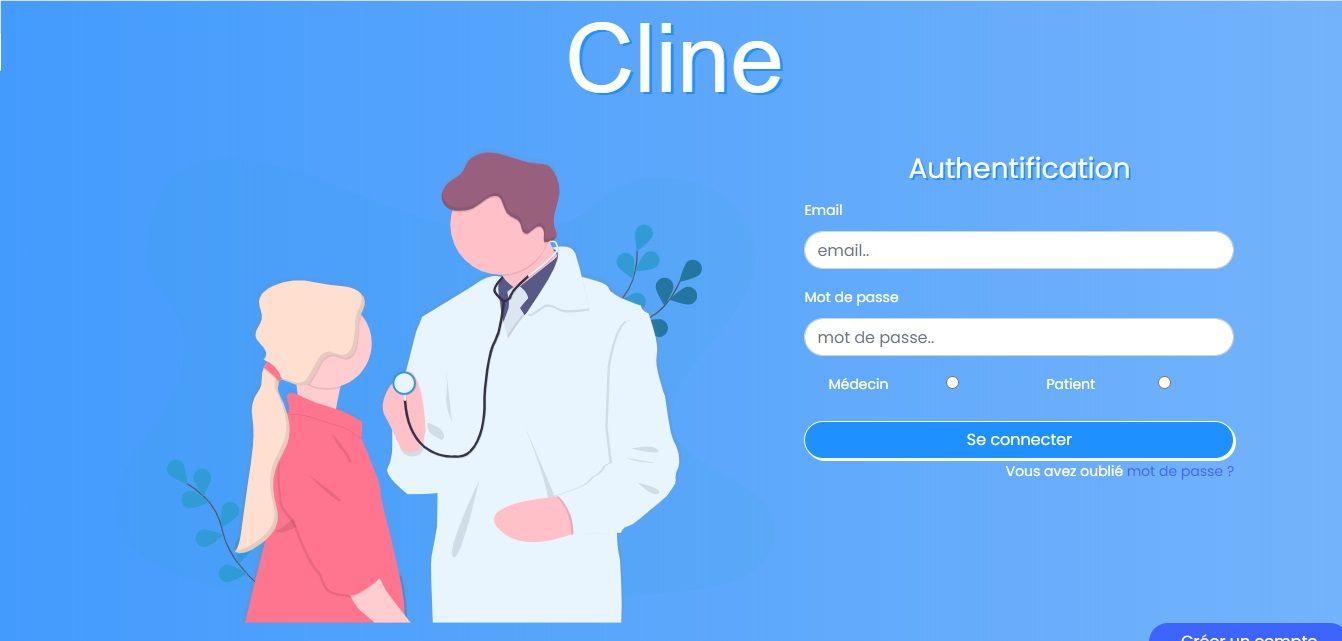 Cline
Authentification
Email
email..
Mot de passe
mot de passe..
Médecin Patient
Se connecter
Vous avez oublié mot de passe ?
Créer un compte